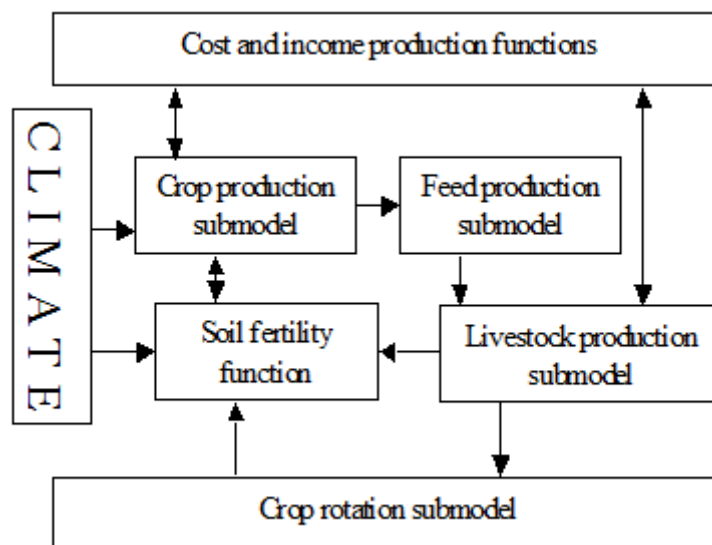 Cost and income production functions
CLIMATE
Crop production
submodel
Feed production
submodel
Soil fertility
function
Livestock production
submodel
Crop rotation submodel